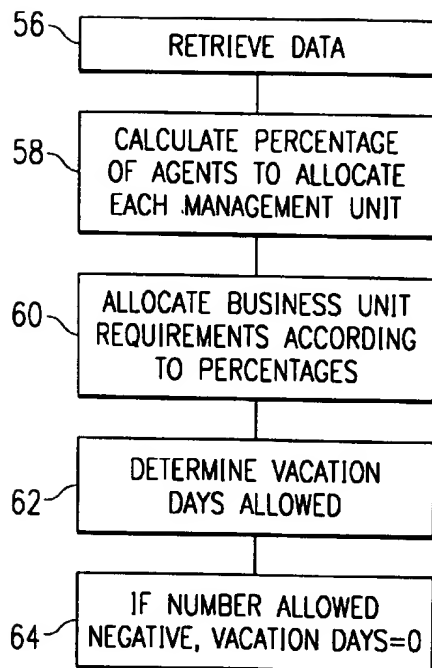 56
RETRIEVE DATA
58
CALCULATE PERCENTAGE
OF AGENTS TO ALLOCATE
EACH MANAGEMENT UNIT
60
ALLOCATE BUSINESS UNIT
REQUIREMENTS ACCORDING
TO PERCENTAGES
62
DETERMINE VACATION
DAYS ALLOWED
64
IF NUMBER ALLOWED
NEGATIVE, VACATION DAYS=0